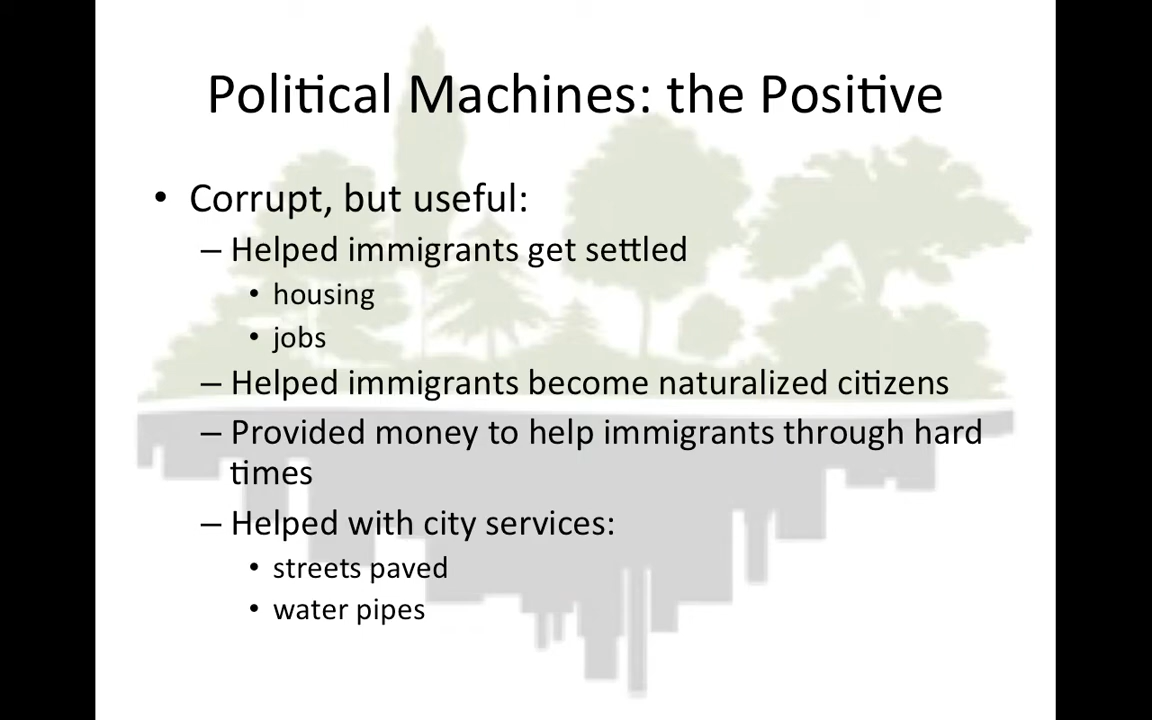 Political Machines: the Positive
• Corrupt, but useful:
– Helped immigrants get settled
• housing
• jobs
– Helped immigrants become naturalized citizens
– Provided money to help immigrants through hard
times
– Helped with city services:
• streets paved
• water pipes